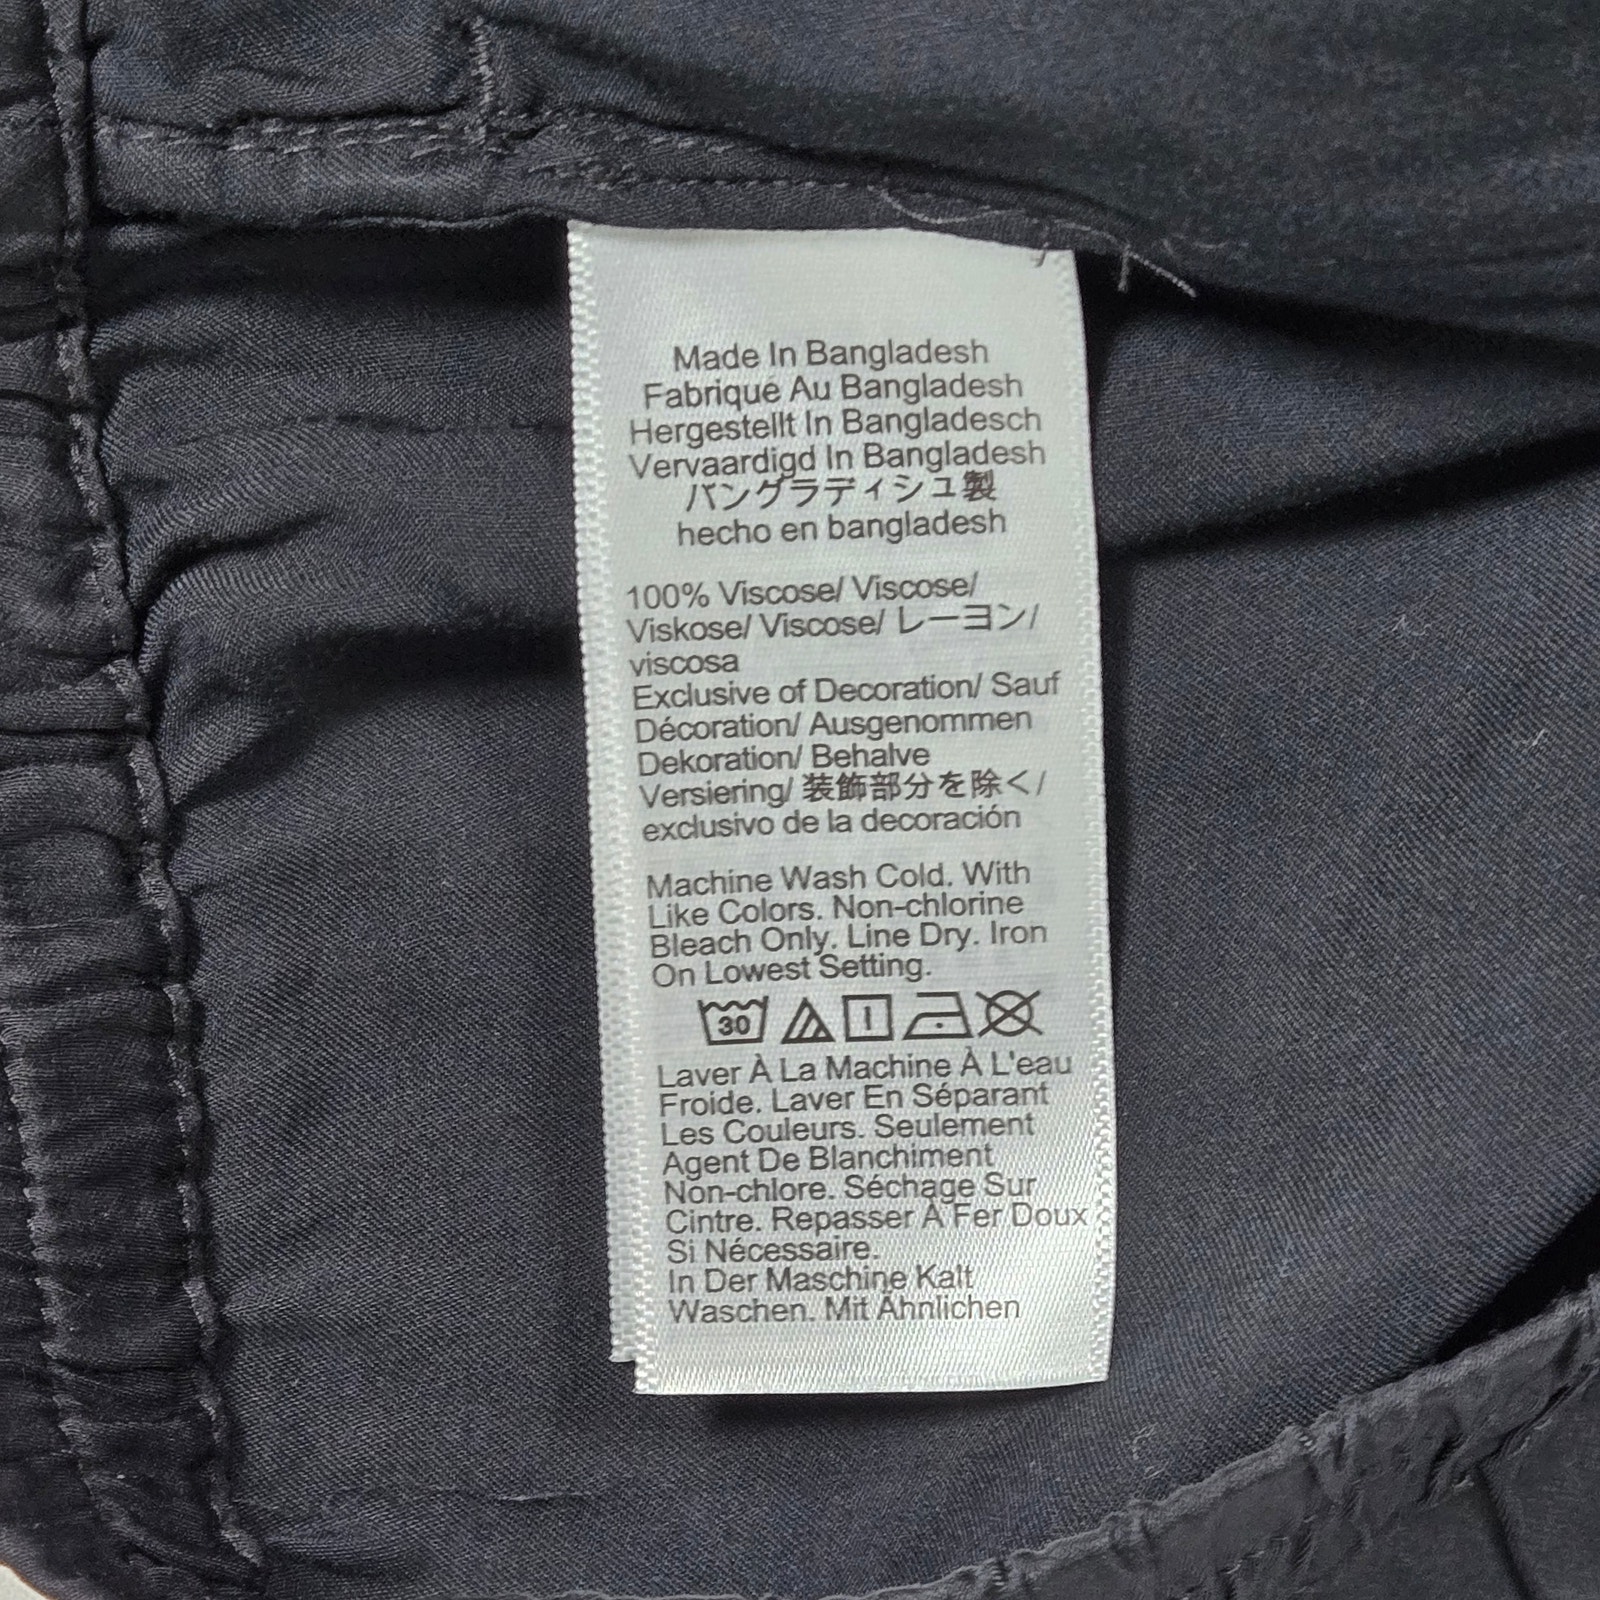 Made In Bangladesh
Fabriqué Au Bangladesh
Hergestellt In Bangladesch
Vervaardigd In Bangladesh
バングラディシュ製
hecho en bangladesh
100% Viscose/ Viscose/
Viskose/ Viscose/ レーヨン/
viscosa
Exclusive of Decoration/ Sauf
Décoration/ Ausgenommen
Dekoration/ Behalve
Versiering/ 装飾部分を除く/
exclusivo de la decoración
Machine Wash Cold. With
Like Colors. Non-chlorine
Bleach Only. Line Dry. Iron
On Lowest Setting.
30
Laver À La Machine À L'eau
Froide. Laver En Séparant
Les Couleurs. Seulement
Agent De Blanchiment
Non-chlore. Séchage Sur
Cintre. Repasser À Fer Doux
Si Nécessaire.
In Der Maschine Kalt
Waschen. Mit Ähnlichen